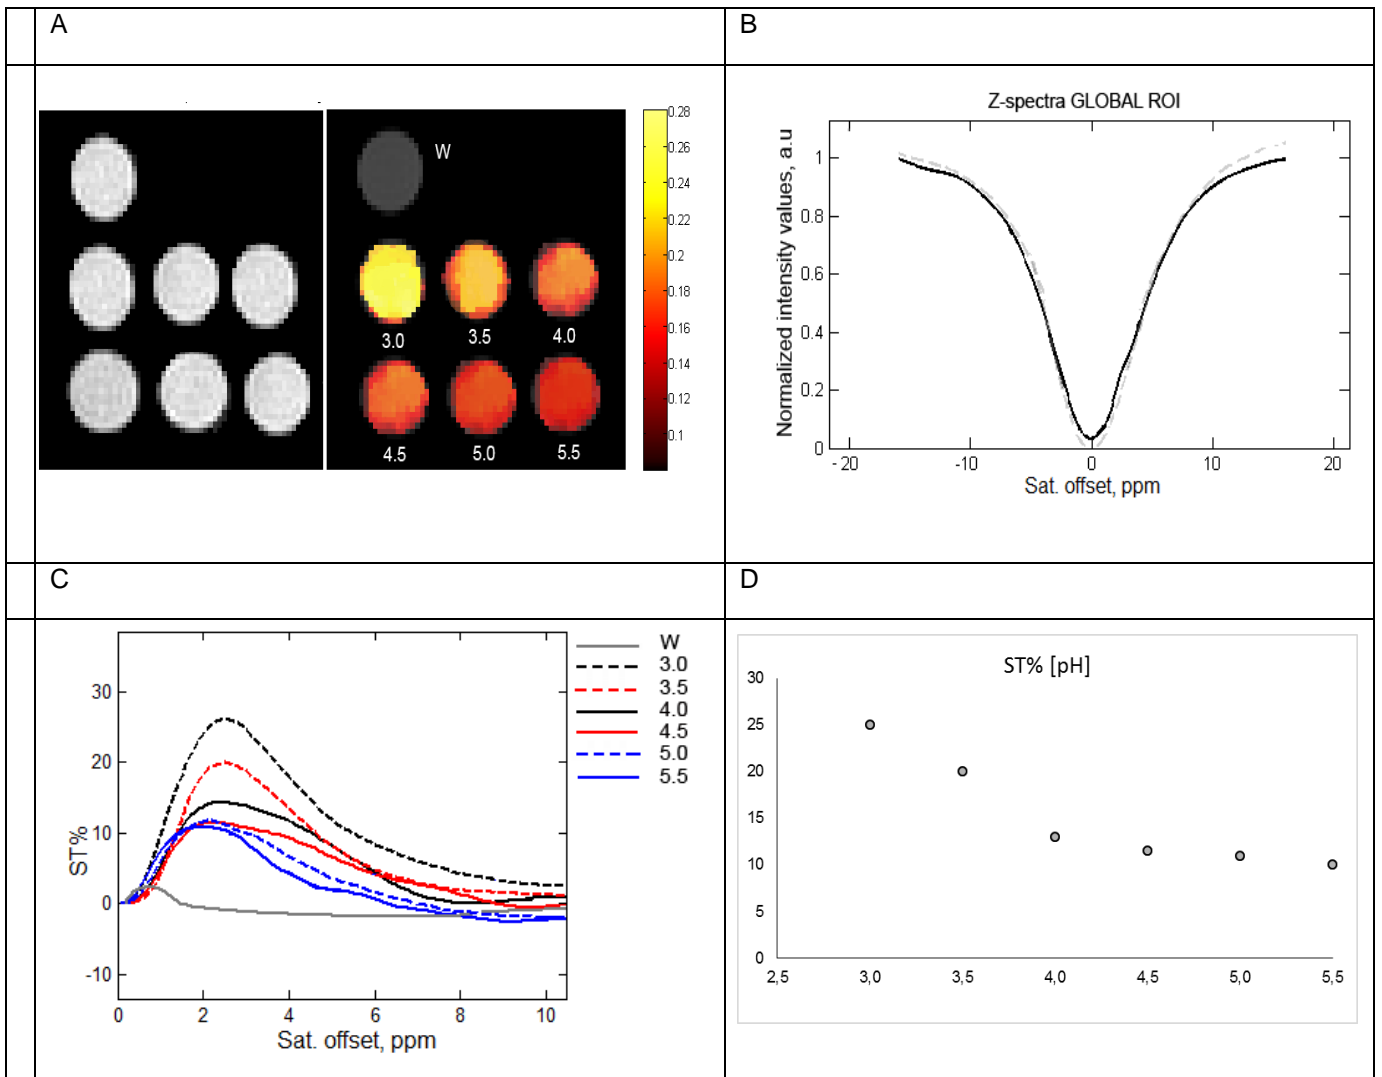 A
B
W
3.0 3.5 4.0
4.5 5.0 5.5
0.28
0.26
0.24
0.22
0.2
0.18
0.16
0.14
0.12
0.1
Z-spectra GLOBAL ROI
Normalized intensity values, a.u
1
0.8
0.6
0.4
0.2
0
-20 -10 0 10 20
Sat. offset, ppm
C
D
ST%
30
20
10
0
-10
0 2 4 6 8 10
Sat. offset, ppm
W
3.0
3.5
4.0
4.5
5.0
5.5
ST% [pH]
30
25
20
15
10
5
0
2,5 3,0 3,5 4,0 4,5 5,0 5,5